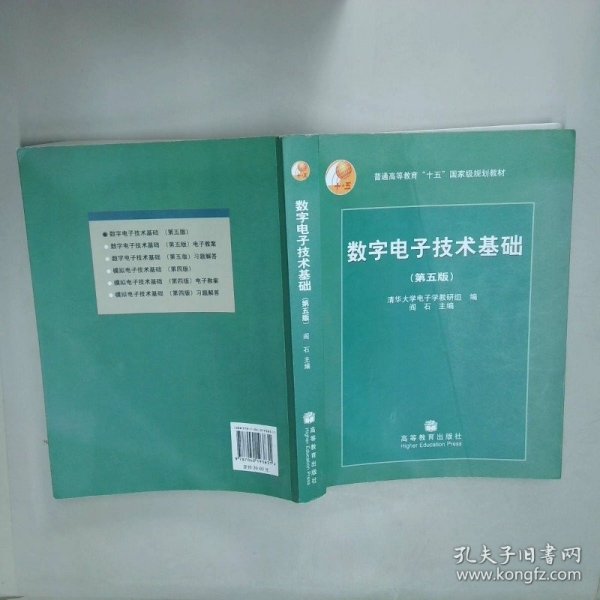 数字电子技术基础 （第五版）
数字电子技术基础 （第五版）电子教案
数字电子技术基础 （第五版）习题解答
模拟电子技术基础 （第四版）
模拟电子技术基础 （第四版）电子教案
模拟电子技术基础 （第四版）习题解答
十·五
数字电子技术基础
（第五版）
阎 石 主编
高等教育出版社
Higher Education Press
十·五
普通高等教育“十五”国家级规划教材
数字电子技术基础
（第五版）
清华大学电子学教研组 编
阎 石 主编
高等教育出版社
Higher Education Press
孔夫子旧书网
www.kongfz.com